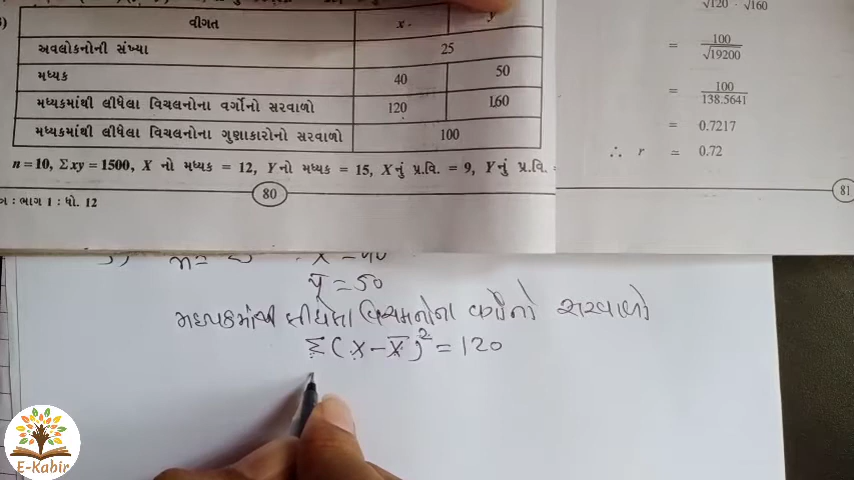 વીગત x y
અવલોકનોની સંખ્યા 25
મધ્યક 40 50
મધ્યકમાંથી લીધેલા વિચલનોના વર્ગોનો સરવાળો 120 160
મધ્યકમાંથી લીધેલા વિચલનોના ગુણાકારોનો સરવાળો 100
n = 10, Σxy = 1500, X નો મધ્યક = 12, Y નો મધ્યક = 15, X નું પ્ર.વિ. = 9, Y નું પ્ર.વિ. =
80
ભાગ 1 : ધો. 12
√120 · √160
= 100
√19200
= 100
138.5641
= 0.7217
∴ r = 0.72
81
ȳ = 50
મધ્યકમાંથી લીધેલા વિચલનોના વર્ગોનો સરવાળો
Σ(x - x̄)² = 120
E-Kabir